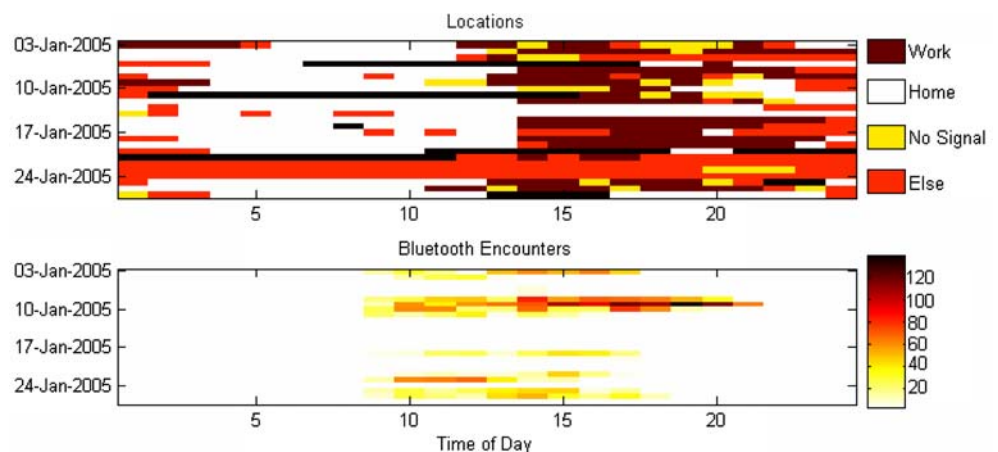 Locations
03-Jan-2005
10-Jan-2005
17-Jan-2005
24-Jan-2005
5 10 15 20
Work
Home
No Signal
Else
Bluetooth Encounters
03-Jan-2005
10-Jan-2005
17-Jan-2005
24-Jan-2005
5 10 15 20
Time of Day
120
100
80
60
40
20